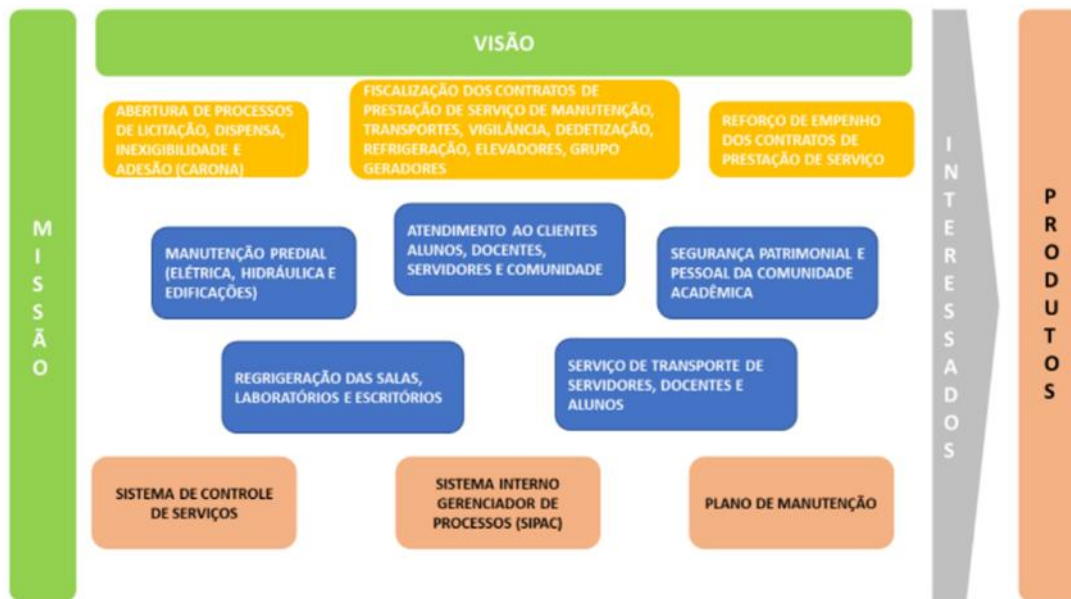 MISSÃO
VISÃO
ABERTURA DE PROCESSOS
DE LICITAÇÃO, DISPENSA,
INEXIGIBILIDADE E
ADESÃO (CARONA)
FISCALIZAÇÃO DOS CONTRATOS DE
PRESTAÇÃO DE SERVIÇO DE MANUTENÇÃO,
TRANSPORTES, VIGILÂNCIA, DEDETIZAÇÃO,
REFRIGERAÇÃO, ELEVADORES, GRUPO
GERADORES
REFORÇO DE EMPENHO
DOS CONTRATOS DE
PRESTAÇÃO DE SERVIÇO
MANUTENÇÃO PREDIAL
(ELÉTRICA, HIDRÁULICA E
EDIFICAÇÕES)
ATENDIMENTO AO CLIENTES
ALUNOS, DOCENTES,
SERVIDORES E COMUNIDADE
SEGURANÇA PATRIMONIAL E
PESSOAL DA COMUNIDADE
ACADÊMICA
REGRIGERAÇÃO DAS SALAS,
LABORATÓRIOS E ESCRITÓRIOS
SERVIÇO DE TRANSPORTE DE
SERVIDORES, DOCENTES E
ALUNOS
SISTEMA DE CONTROLE
DE SERVIÇOS
SISTEMA INTERNO
GERENCIADOR DE
PROCESSOS (SIPAC)
PLANO DE MANUTENÇÃO
INTERESSADOS
PRODUTOS